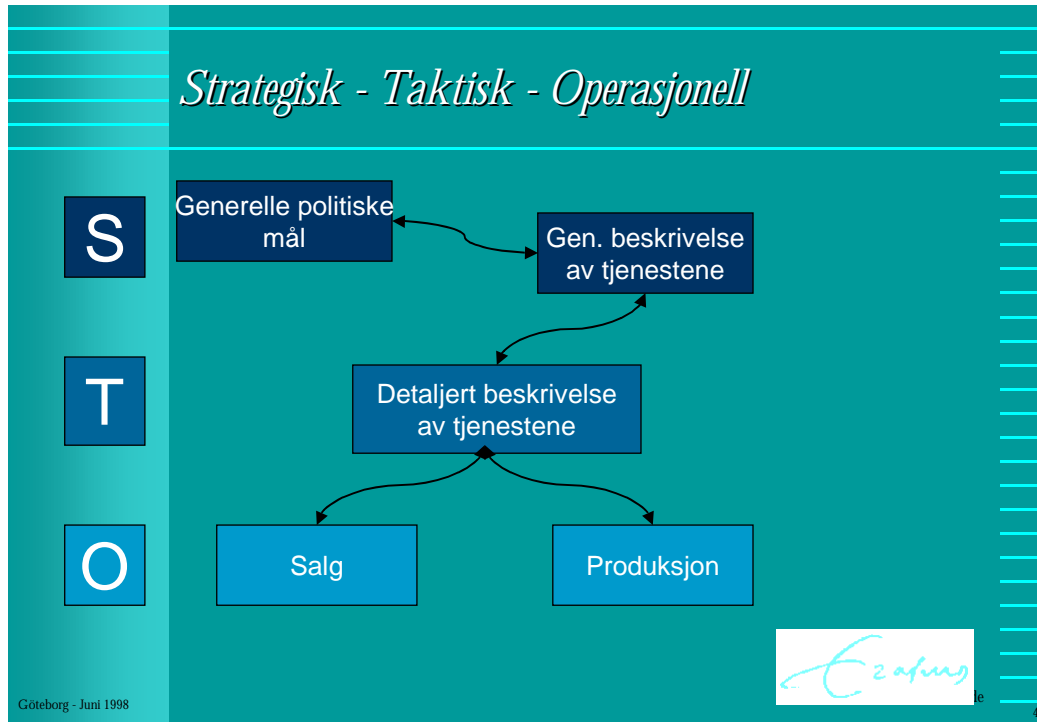 Strategisk - Taktisk - Operasjonell
S
Generelle politiske
mål
Gen. beskrivelse
av tjenestene
T
Detaljert beskrivelse
av tjenestene
O
Salg
Produksjon
Göteborg - Juni 1998
4